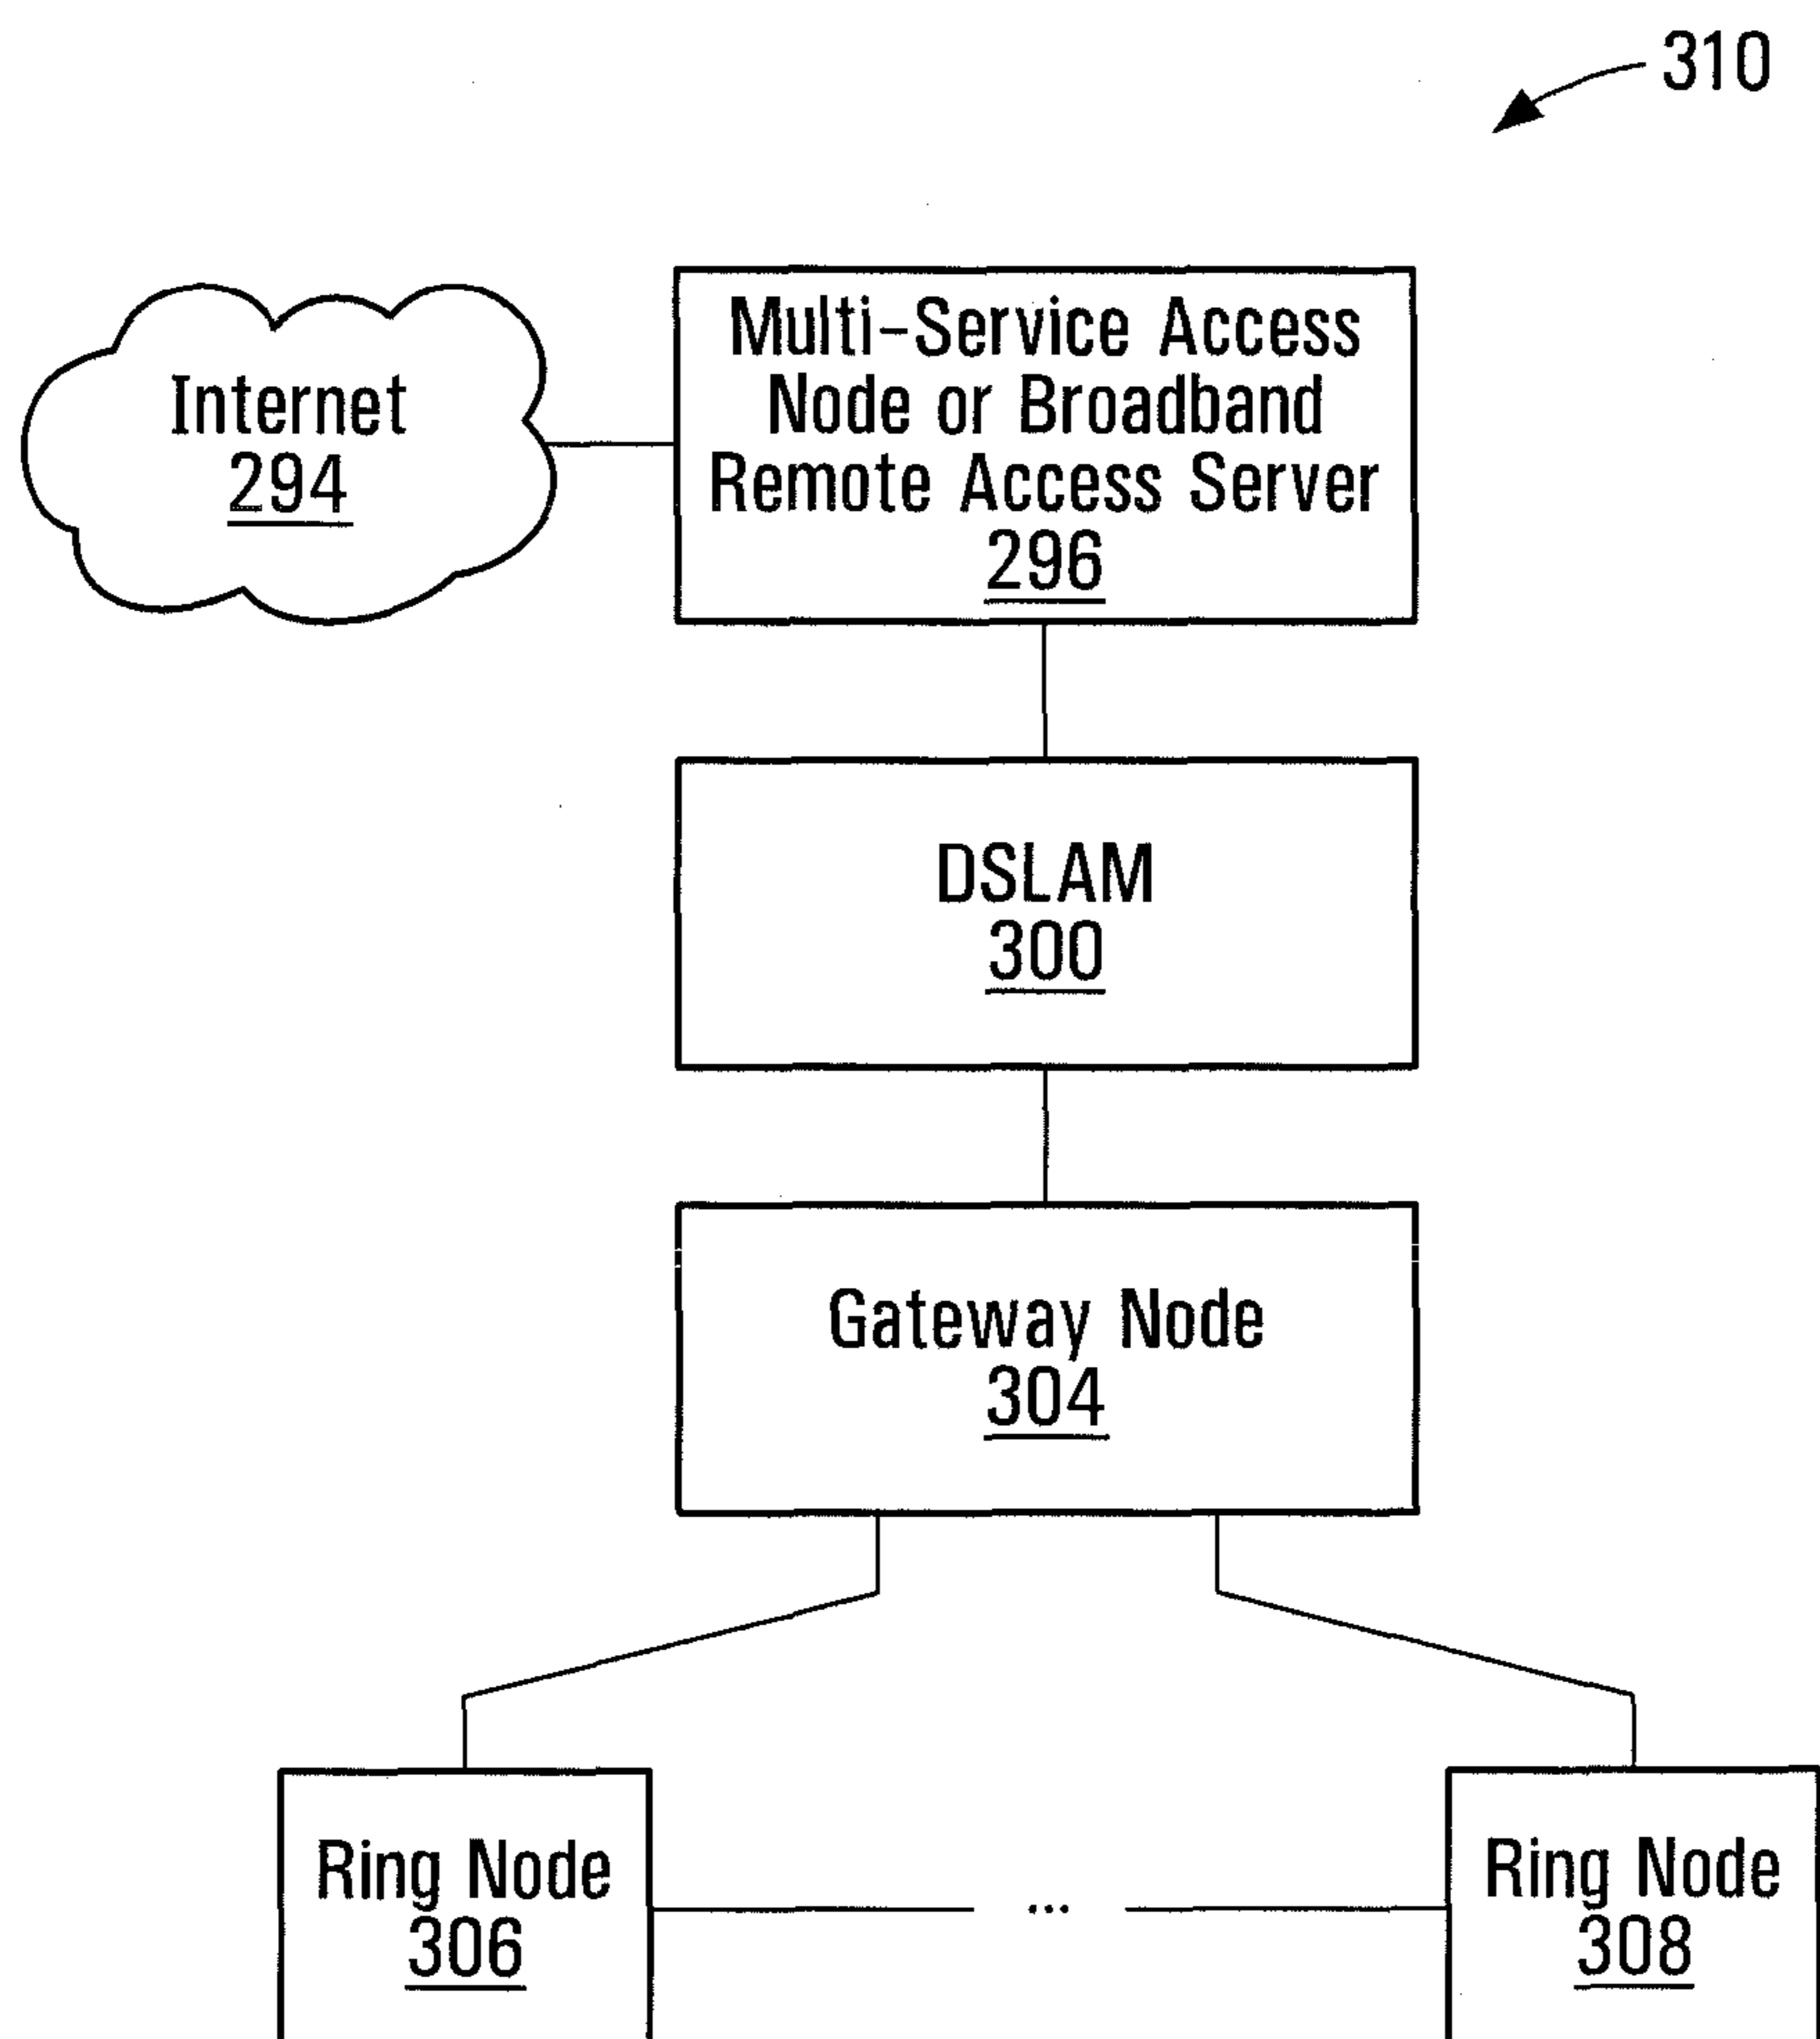 310
Internet
294
Multi-Service Access
Node or Broadband
Remote Access Server
296
DSLAM
300
Gateway Node
304
Ring Node
306
...
Ring Node
308